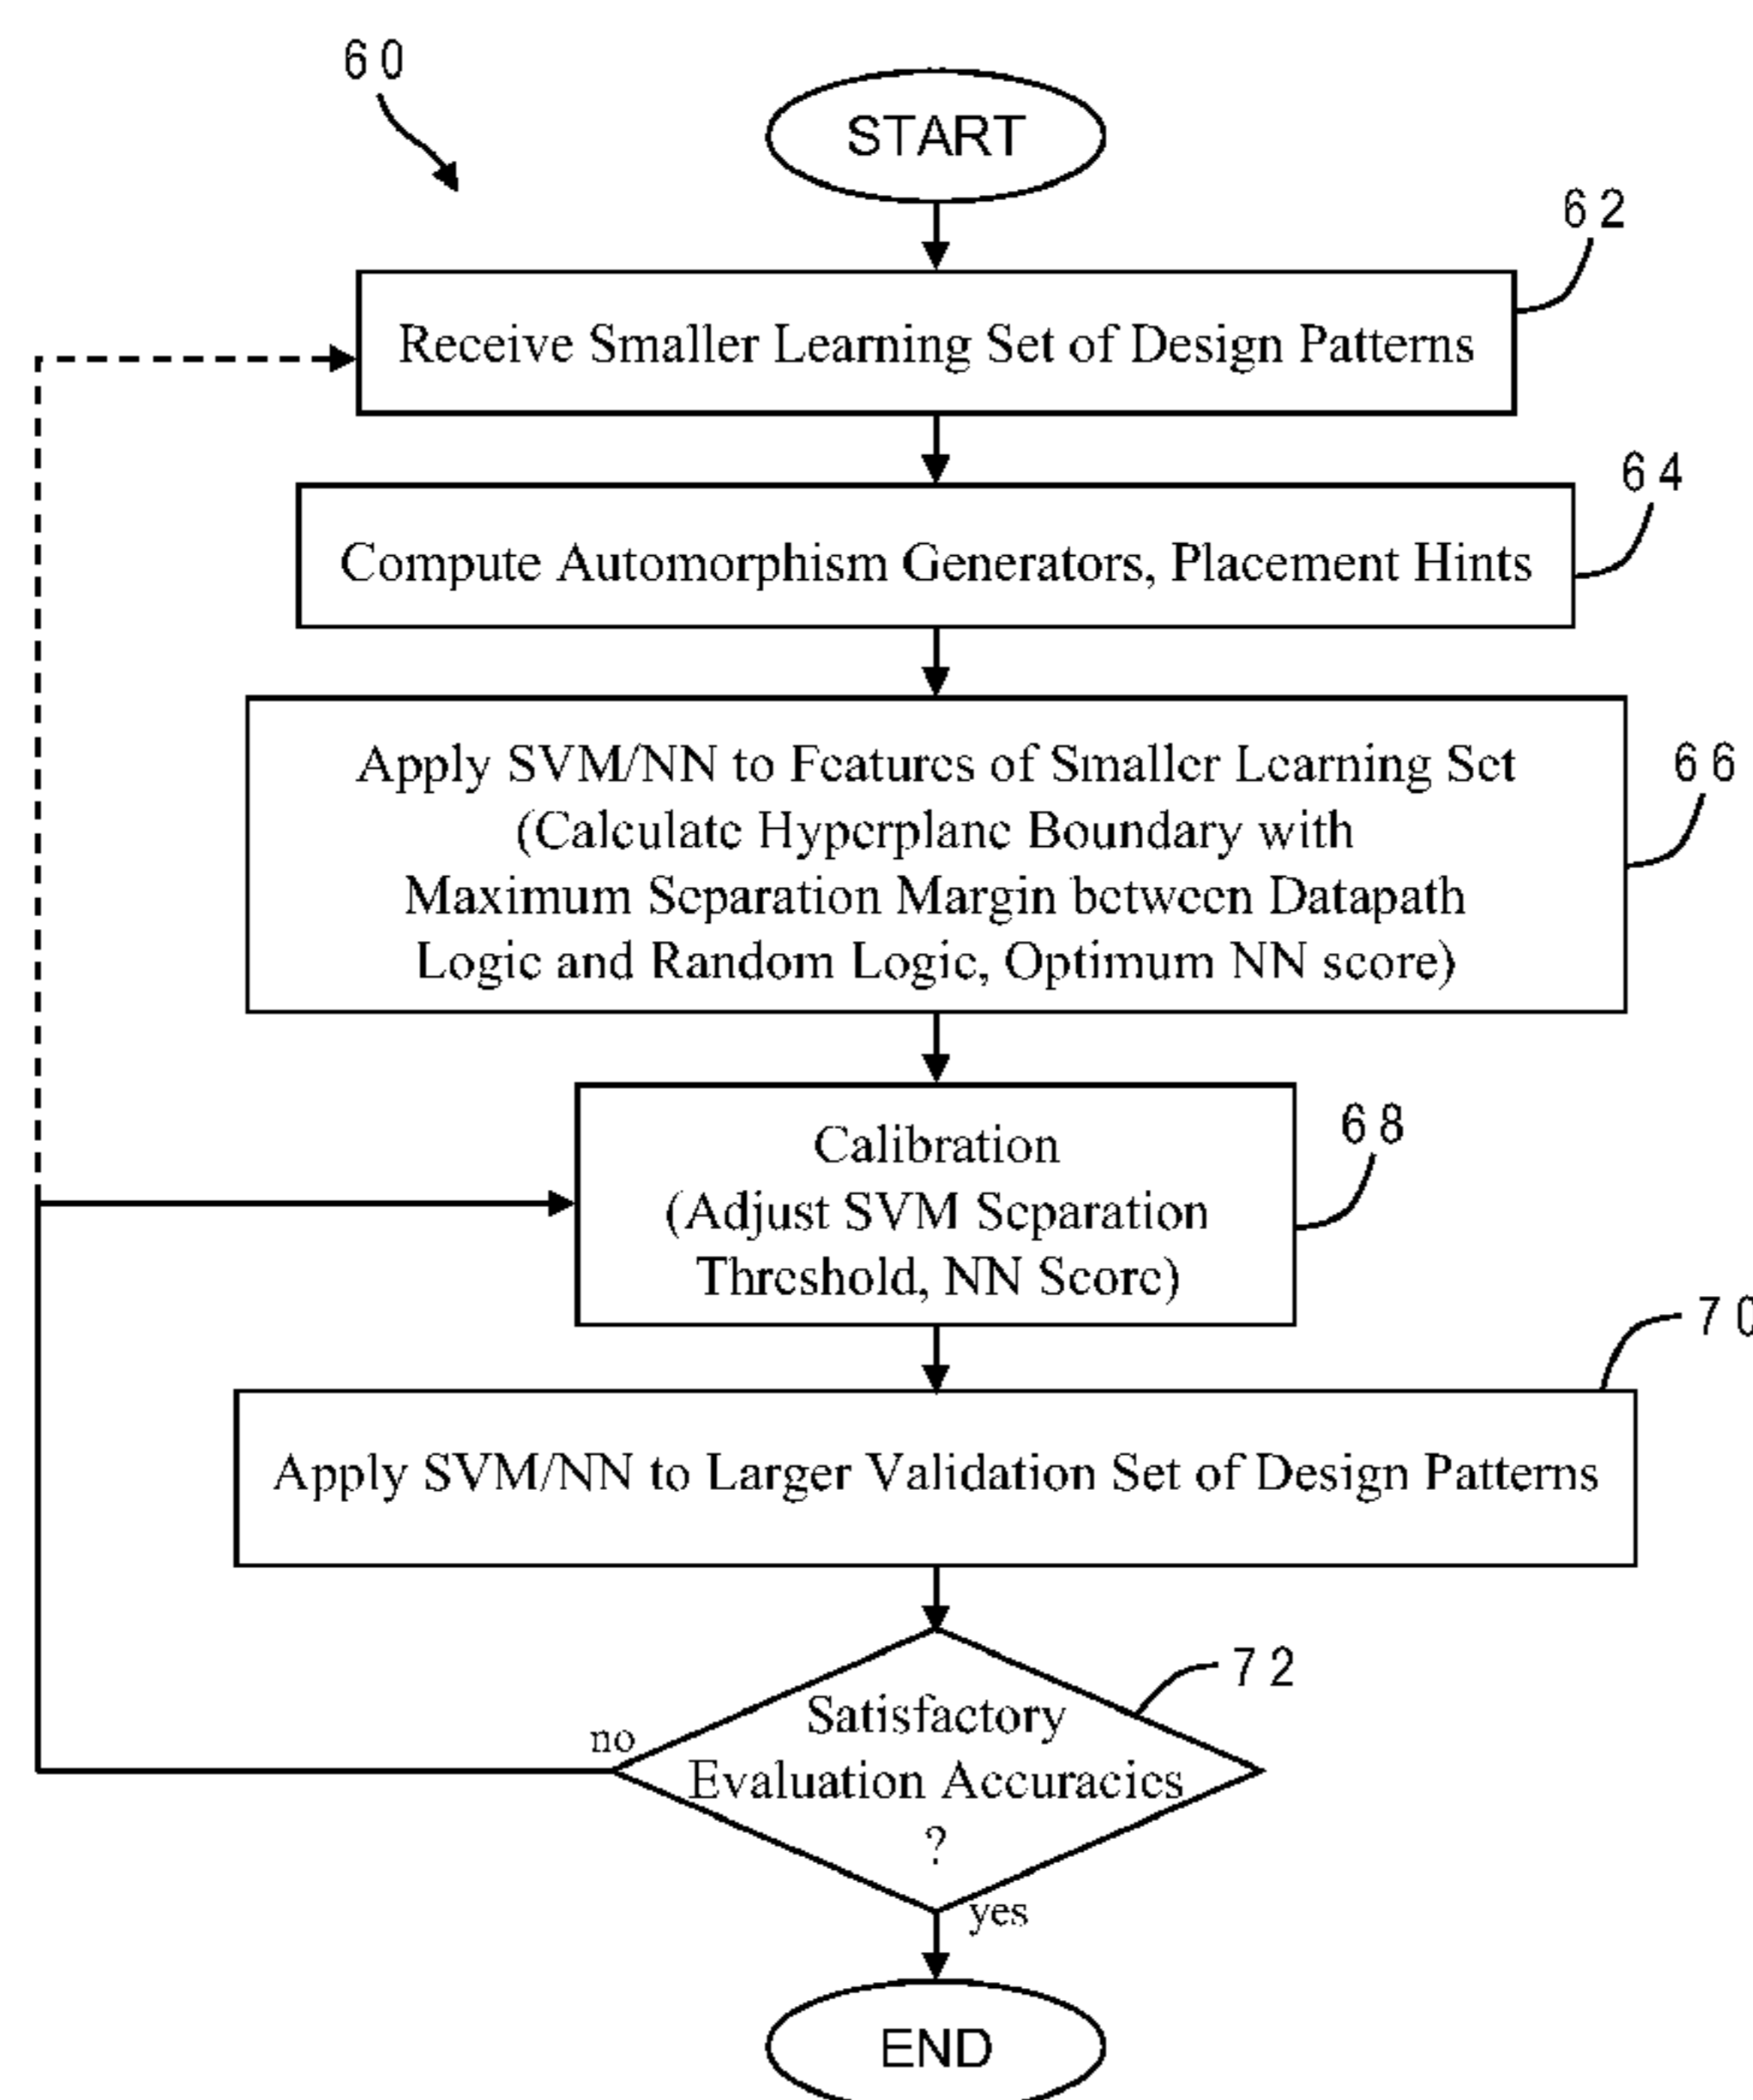 60
START
62
Receive Smaller Learning Set of Design Patterns
64
Compute Automorphism Generators, Placement Hints
66
Apply SVM/NN to Features of Smaller Learning Set
(Calculate Hyperplane Boundary with
Maximum Separation Margin between Datapath
Logic and Random Logic, Optimum NN score)
68
Calibration
(Adjust SVM Separation
Threshold, NN Score)
70
Apply SVM/NN to Larger Validation Set of Design Patterns
72
Satisfactory
Evaluation Accuracies
?
no
yes
END